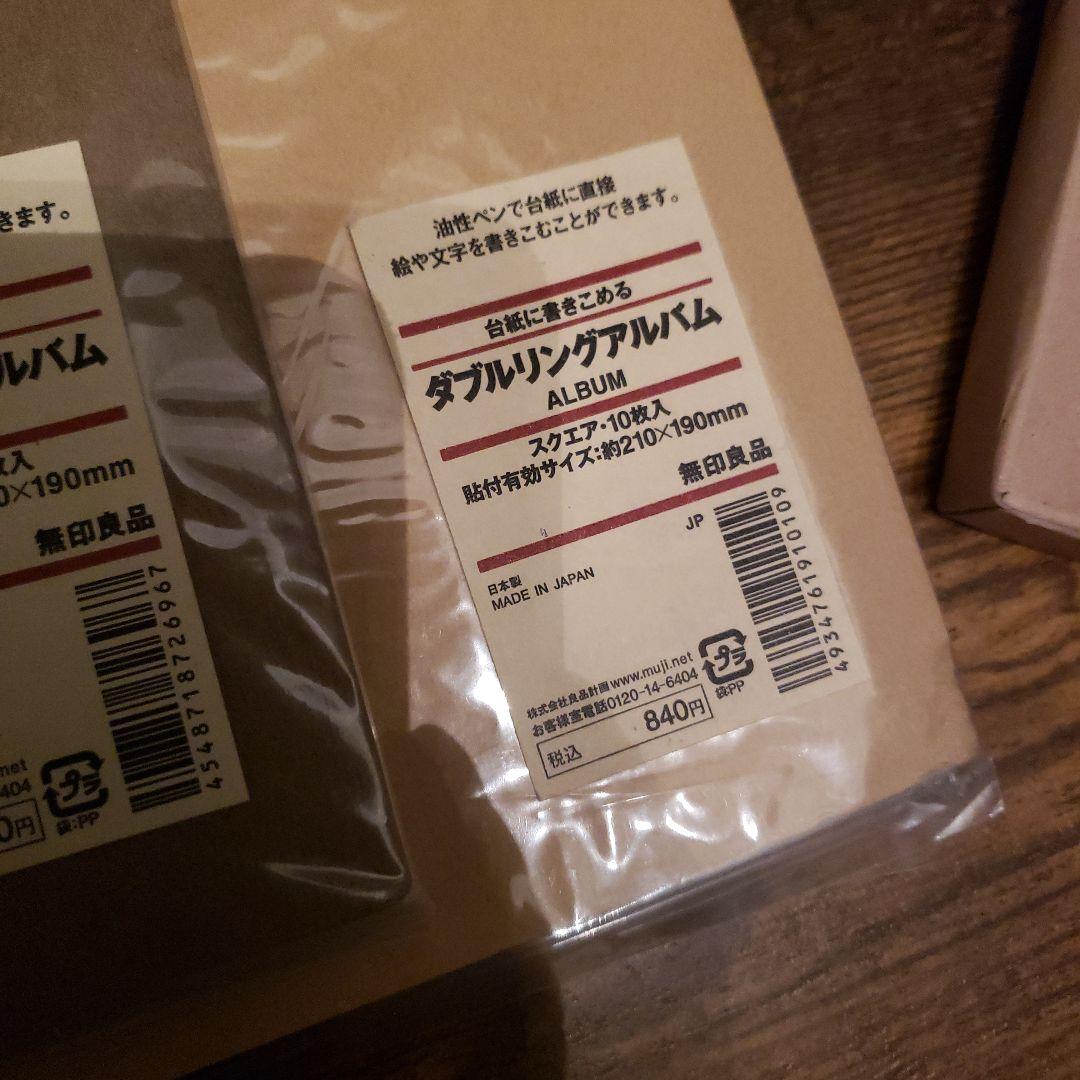 きます。
ルバム
枚入
0×190mm
無印良品
4548718726967
net
404
プラ
袋:PP
0円
油性ペンで台紙に直接
絵や文字を書きこむことができます。
台紙に書きこめる
ダブルリングアルバム
ALBUM
スクエア・10枚入
貼付有効サイズ:約210×190mm
無印良品
JP
日本製
MADE IN JAPAN
4934761910109
株式会社良品計画 www.muji.net
お客様室電話0120-14-6404
プラ
袋:PP
税込 840円